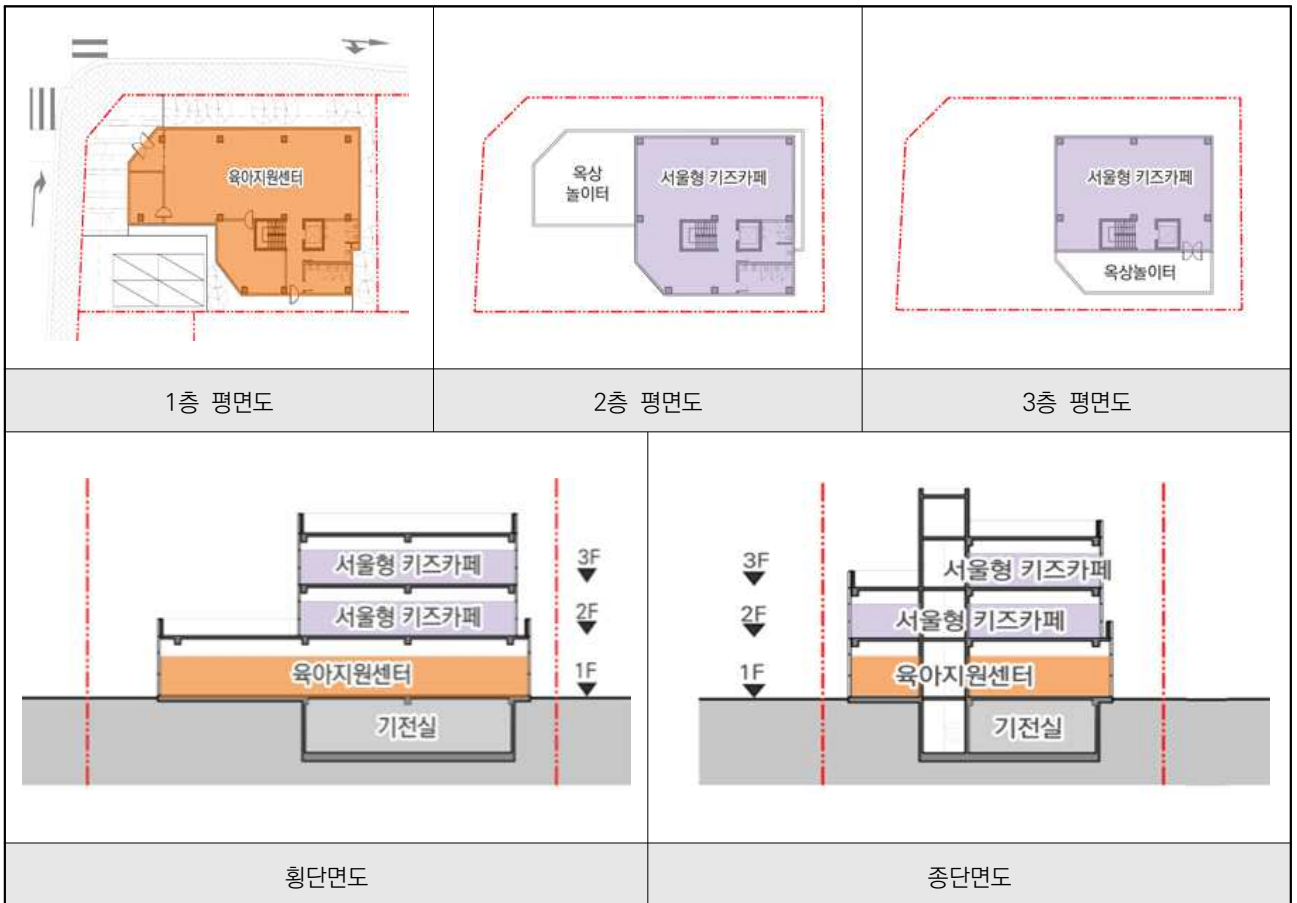 육아지원센터
옥상
놀이터
서울형 키즈카페
서울형 키즈카페
옥상놀이터
1층 평면도
2층 평면도
3층 평면도
서울형 키즈카페
3F
서울형 키즈카페
2F
육아지원센터
1F
기전실
3F
서울형 키즈카페
2F
서울형 키즈카페
1F
육아지원센터
기전실
횡단면도
종단면도